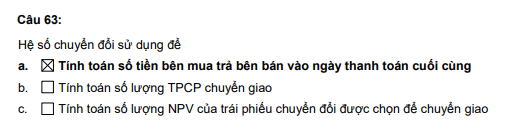 Câu 63:
Hệ số chuyển đổi sử dụng để
a. ☒ Tính toán số tiền bên mua trả bên bán vào ngày thanh toán cuối cùng
b. ☐ Tính toán số lượng TPCP chuyển giao
c. ☐ Tính toán số lượng NPV của trái phiếu chuyển đổi được chọn để chuyển giao